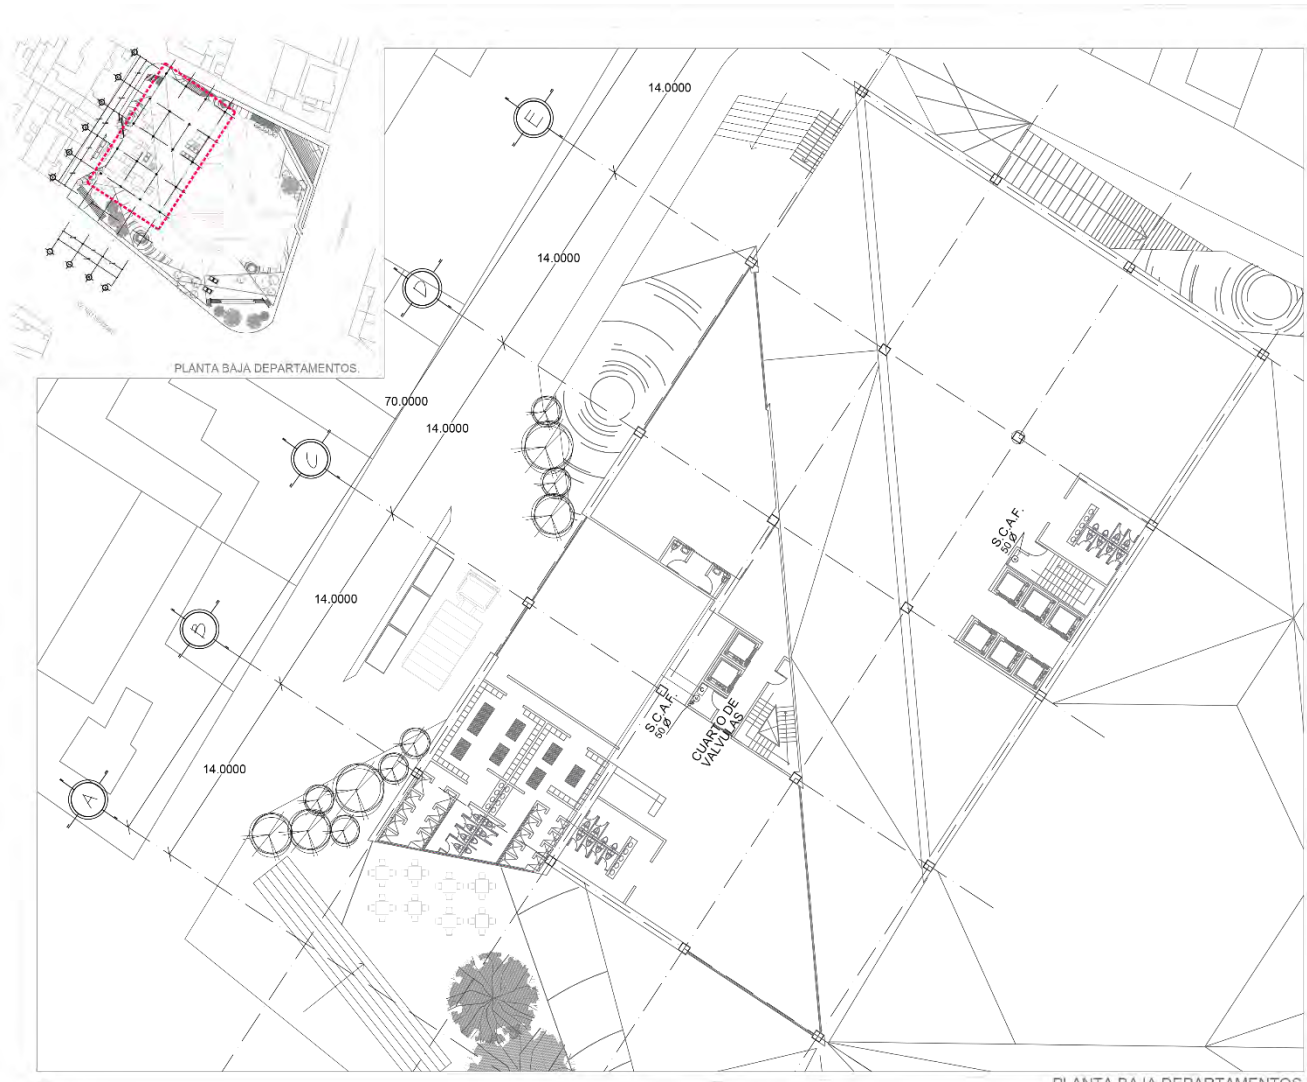 PLANTA BAJA DEPARTAMENTOS.
E
14.0000
D
14.0000
70.0000
14.0000
C
14.0000
B
14.0000
A
S.C.A.F.
50 Ø
S.C.A.F.
50 Ø
CUARTO DE
VALVULAS
PLANTA BAJA DEPARTAMENTOS.